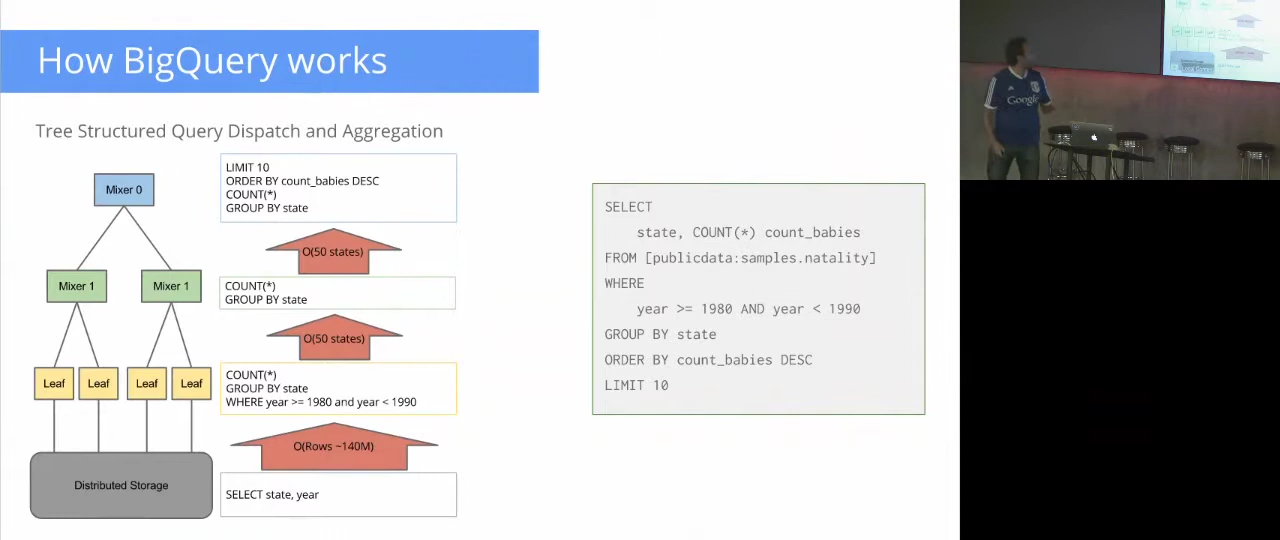 How BigQuery works
Tree Structured Query Dispatch and Aggregation
Mixer 0
LIMIT 10
ORDER BY count_babies DESC
COUNT(*)
GROUP BY state
O(50 states)
Mixer 1
Mixer 1
COUNT(*)
GROUP BY state
O(50 states)
Leaf
Leaf
Leaf
Leaf
COUNT(*)
GROUP BY state
WHERE year >= 1980 and year < 1990
O(Rows ~140M)
Distributed Storage
SELECT state, year
SELECT
state, COUNT(*) count_babies
FROM [publicdata:samples.natality]
WHERE
year >= 1980 AND year < 1990
GROUP BY state
ORDER BY count_babies DESC
LIMIT 10
Google